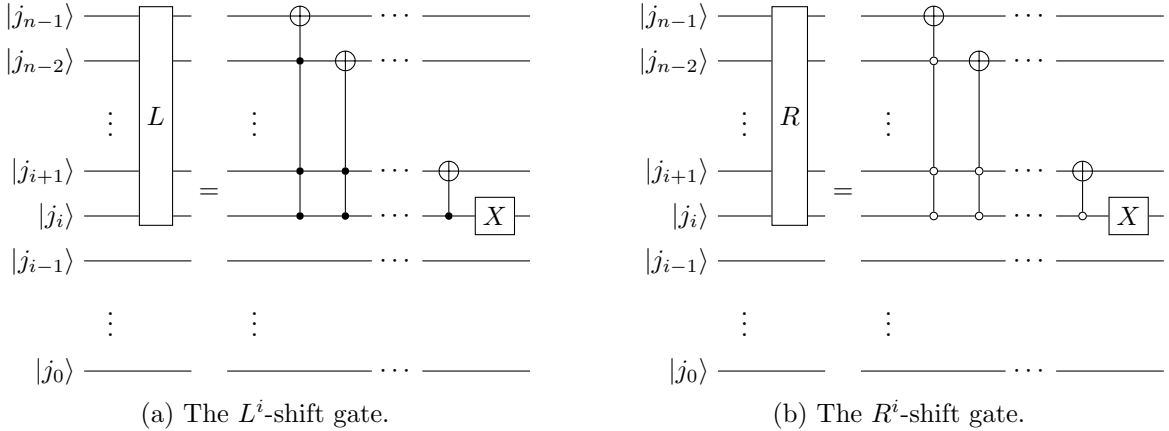 |j_{n−1}⟩ |j_{n−1}⟩
|j_{n−2}⟩ ⋯ |j_{n−2}⟩ ⋯
⋮ L ⋮ ⋮ R ⋮
|j_{i+1}⟩ = ⋯ |j_{i+1}⟩ = ⋯
|j_i⟩ ⋯ X |j_i⟩ ⋯ X
|j_{i−1}⟩ ⋯ |j_{i−1}⟩ ⋯
⋮ ⋮ ⋮ ⋮
|j_0⟩ ⋯ |j_0⟩ ⋯
(a) The L^i-shift gate. (b) The R^i-shift gate.